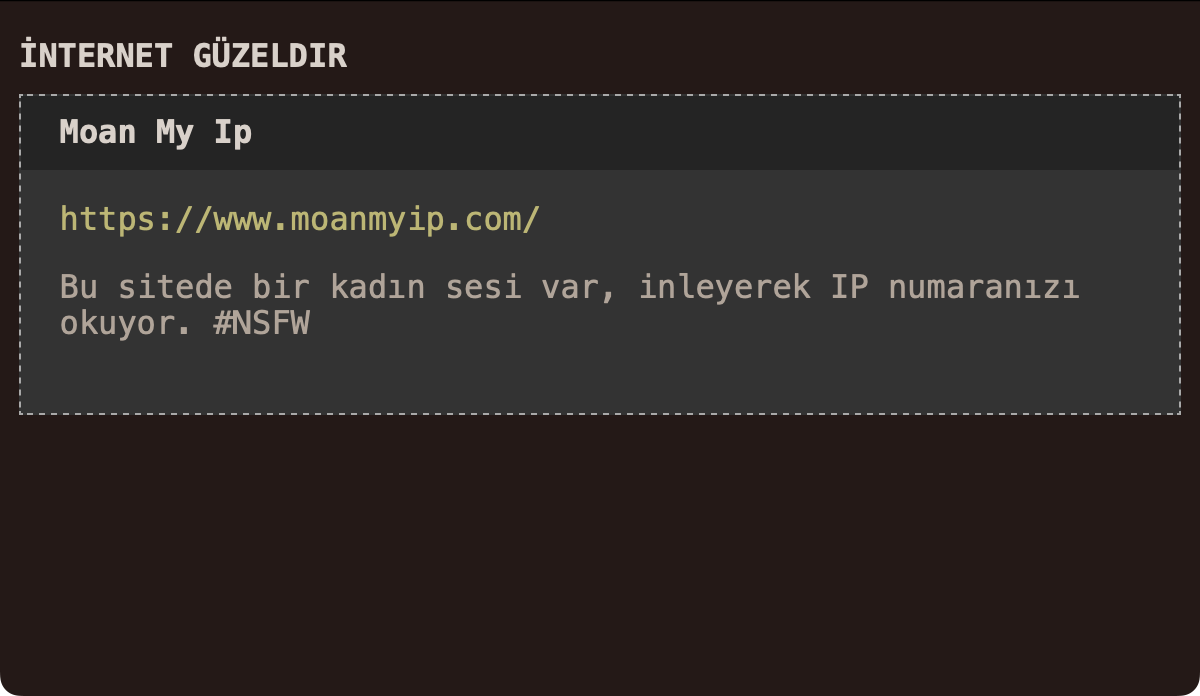 İNTERNET GÜZELDIR
Moan My Ip
https://www.moanmyip.com/
Bu sitede bir kadın sesi var, inleyerek IP numaranızı
okuyor. #NSFW